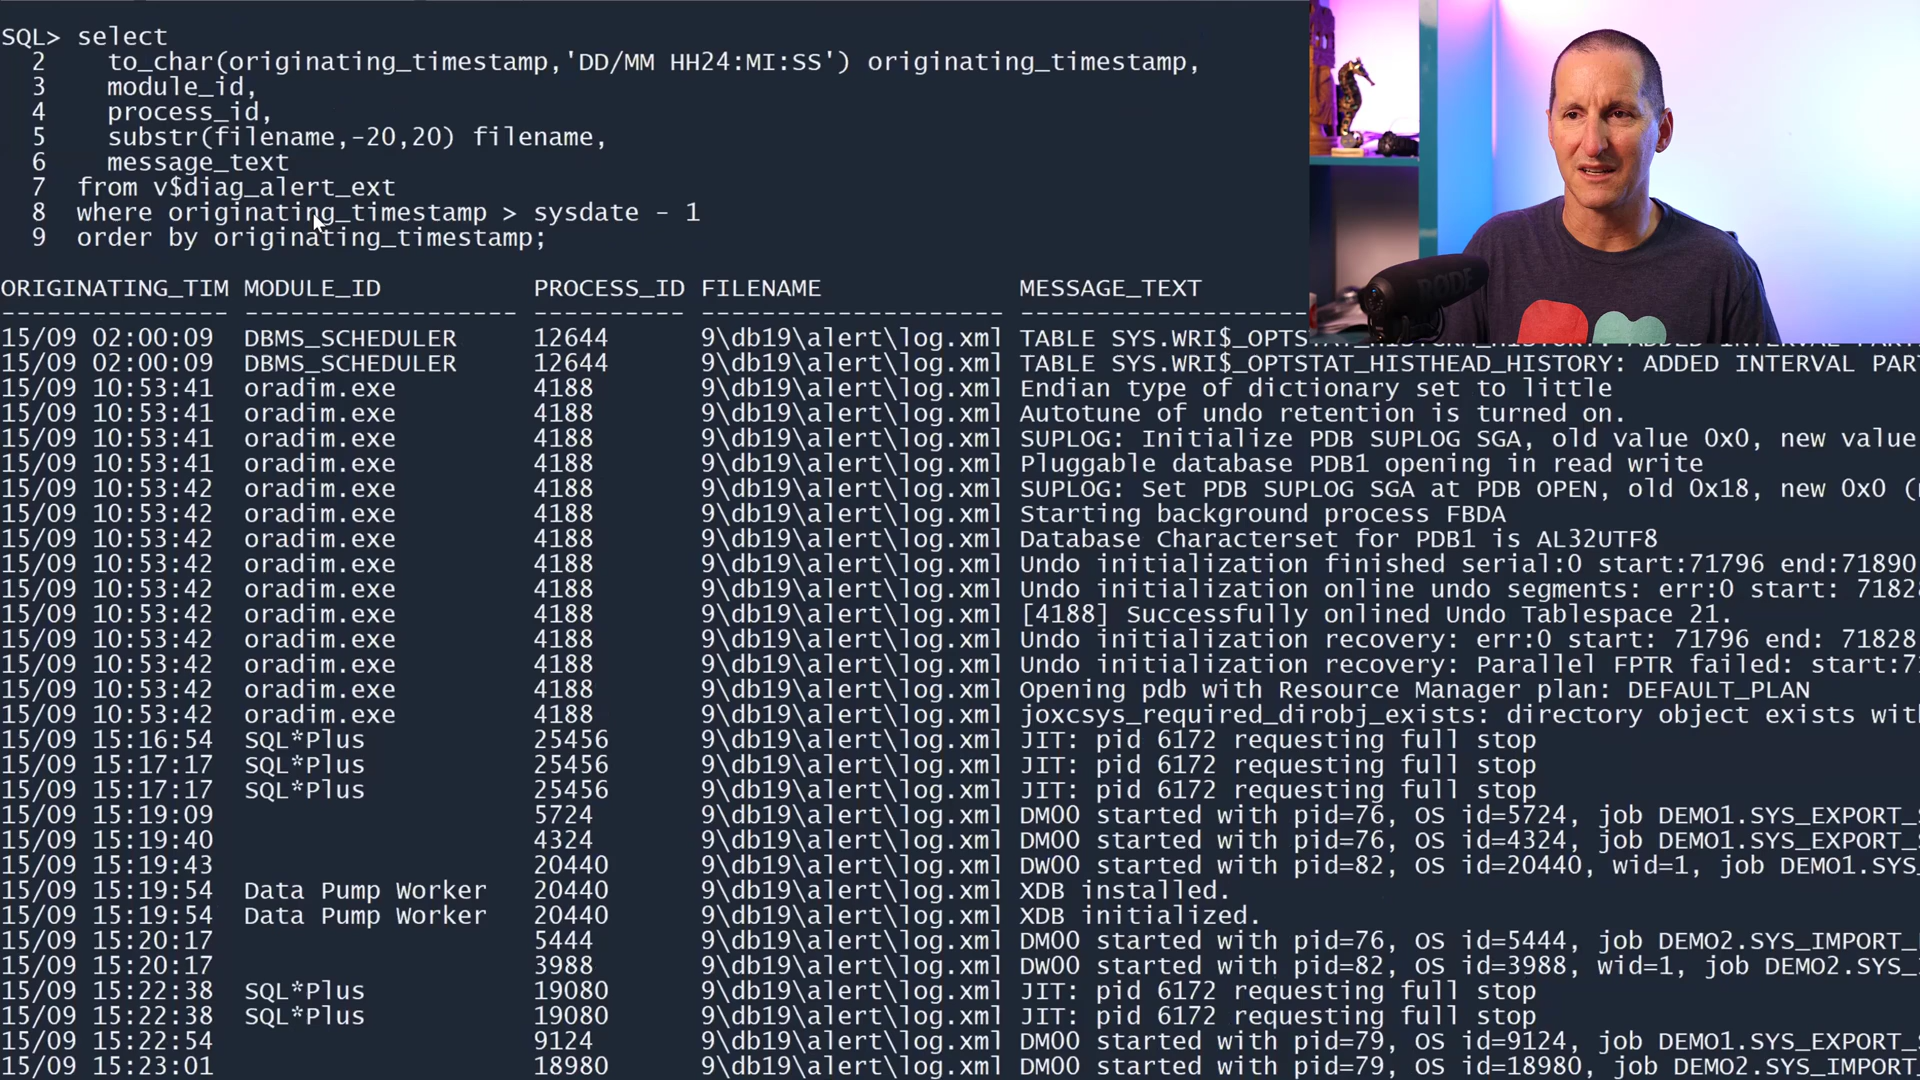 SQL> select
2 to_char(originating_timestamp,'DD/MM HH24:MI:SS') originating_timestamp,
3 module_id,
4 process_id,
5 substr(filename,-20,20) filename,
6 message_text
7 from v$diag_alert_ext
8 where originating_timestamp > sysdate - 1
9 order by originating_timestamp;
ORIGINATING_TIM MODULE_ID PROCESS_ID FILENAME MESSAGE_TEXT
15/09 02:00:09 DBMS_SCHEDULER 12644 9\db19\alert\log.xml TABLE SYS.WRI$_OPTS
15/09 02:00:09 DBMS_SCHEDULER 12644 9\db19\alert\log.xml TABLE SYS.WRI$_OPTSTAT_HISTHEAD_HISTORY: ADDED INTERVAL PAR
15/09 10:53:41 oradim.exe 4188 9\db19\alert\log.xml Endian type of dictionary set to little
15/09 10:53:41 oradim.exe 4188 9\db19\alert\log.xml Autotune of undo retention is turned on.
15/09 10:53:41 oradim.exe 4188 9\db19\alert\log.xml SUPLOG: Initialize PDB SUPLOG SGA, old value 0x0, new value
15/09 10:53:41 oradim.exe 4188 9\db19\alert\log.xml Pluggable database PDB1 opening in read write
15/09 10:53:42 oradim.exe 4188 9\db19\alert\log.xml SUPLOG: Set PDB SUPLOG SGA at PDB OPEN, old 0x18, new 0x0 (
15/09 10:53:42 oradim.exe 4188 9\db19\alert\log.xml Starting background process FBDA
15/09 10:53:42 oradim.exe 4188 9\db19\alert\log.xml Database Characterset for PDB1 is AL32UTF8
15/09 10:53:42 oradim.exe 4188 9\db19\alert\log.xml Undo initialization finished serial:0 start:71796 end:71890
15/09 10:53:42 oradim.exe 4188 9\db19\alert\log.xml Undo initialization online undo segments: err:0 start: 7182
15/09 10:53:42 oradim.exe 4188 9\db19\alert\log.xml [4188] Successfully onlined Undo Tablespace 21.
15/09 10:53:42 oradim.exe 4188 9\db19\alert\log.xml Undo initialization recovery: err:0 start: 71796 end: 71828
15/09 10:53:42 oradim.exe 4188 9\db19\alert\log.xml Undo initialization recovery: Parallel FPTR failed: start:7
15/09 10:53:42 oradim.exe 4188 9\db19\alert\log.xml Opening pdb with Resource Manager plan: DEFAULT_PLAN
15/09 10:53:42 oradim.exe 4188 9\db19\alert\log.xml joxcsys_required_dirobj_exists: directory object exists wit
15/09 15:16:54 SQL*Plus 25456 9\db19\alert\log.xml JIT: pid 6172 requesting full stop
15/09 15:17:17 SQL*Plus 25456 9\db19\alert\log.xml JIT: pid 6172 requesting full stop
15/09 15:17:17 SQL*Plus 25456 9\db19\alert\log.xml JIT: pid 6172 requesting full stop
15/09 15:19:09 5724 9\db19\alert\log.xml DM00 started with pid=76, OS id=5724, job DEMO1.SYS_EXPORT_
15/09 15:19:40 4324 9\db19\alert\log.xml DM00 started with pid=76, OS id=4324, job DEMO1.SYS_EXPORT_
15/09 15:19:43 20440 9\db19\alert\log.xml DW00 started with pid=82, OS id=20440, wid=1, job DEMO1.SYS
15/09 15:19:54 Data Pump Worker 20440 9\db19\alert\log.xml XDB installed.
15/09 15:19:54 Data Pump Worker 20440 9\db19\alert\log.xml XDB initialized.
15/09 15:20:17 5444 9\db19\alert\log.xml DM00 started with pid=76, OS id=5444, job DEMO2.SYS_IMPORT_
15/09 15:20:17 3988 9\db19\alert\log.xml DW00 started with pid=82, OS id=3988, wid=1, job DEMO2.SYS_
15/09 15:22:38 SQL*Plus 19080 9\db19\alert\log.xml JIT: pid 6172 requesting full stop
15/09 15:22:38 SQL*Plus 19080 9\db19\alert\log.xml JIT: pid 6172 requesting full stop
15/09 15:22:54 9124 9\db19\alert\log.xml DM00 started with pid=79, OS id=9124, job DEMO1.SYS_EXPORT_
15/09 15:23:01 18980 9\db19\alert\log.xml DM00 started with pid=79, OS id=18980, job DEMO2.SYS_IMPORT
RODE